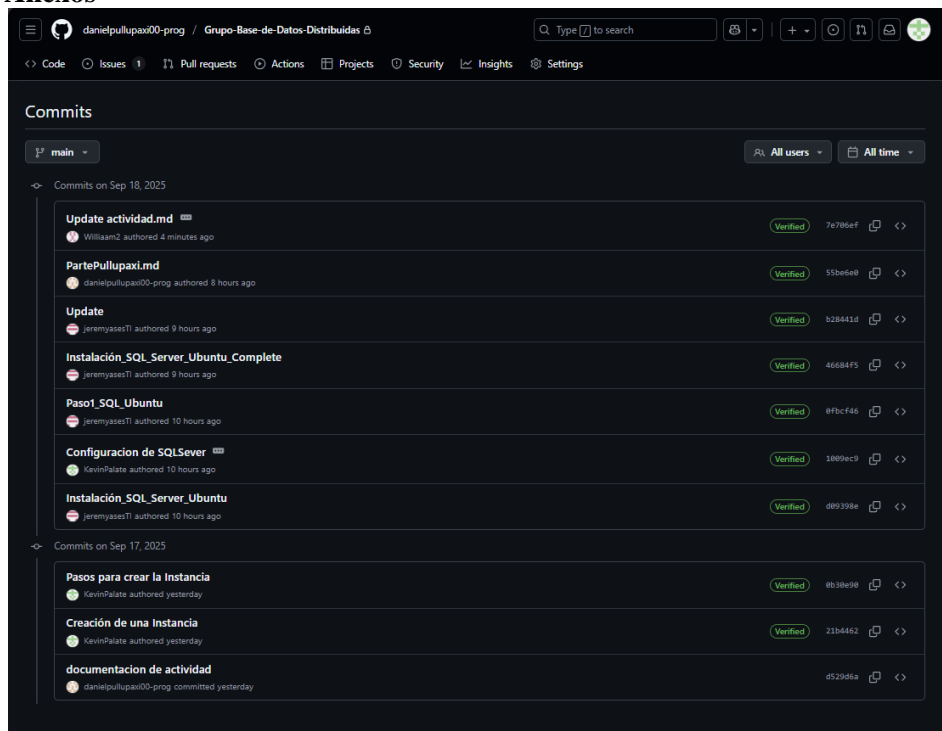 Anexos
danielpullupaxi00-prog / Grupo-Base-de-Datos-Distribuidas
Type / to search
Code Issues 1 Pull requests Actions Projects Security Insights Settings
Commits
main All users All time
Commits on Sep 18, 2025
Update actividad.md
Williaam2 authored 4 minutes ago
Verified 7e706ef
PartePullupaxi.md
danielpullupaxi00-prog authored 8 hours ago
Verified 55be6e0
Update
jeremyasesTI authored 9 hours ago
Verified b28441d
Instalación_SQL_Server_Ubuntu_Complete
jeremyasesTI authored 9 hours ago
Verified 46684f5
Paso1_SQL_Ubuntu
jeremyasesTI authored 10 hours ago
Verified 0fbcf46
Configuracion de SQLSever
KevinPalate authored 10 hours ago
Verified 1009ec9
Instalación_SQL_Server_Ubuntu
jeremyasesTI authored 10 hours ago
Verified d09398e
Commits on Sep 17, 2025
Pasos para crear la Instancia
KevinPalate authored yesterday
Verified 0b30e90
Creación de una Instancia
KevinPalate authored yesterday
Verified 21b4462
documentacion de actividad
danielpullupaxi00-prog committed yesterday
d529d6a